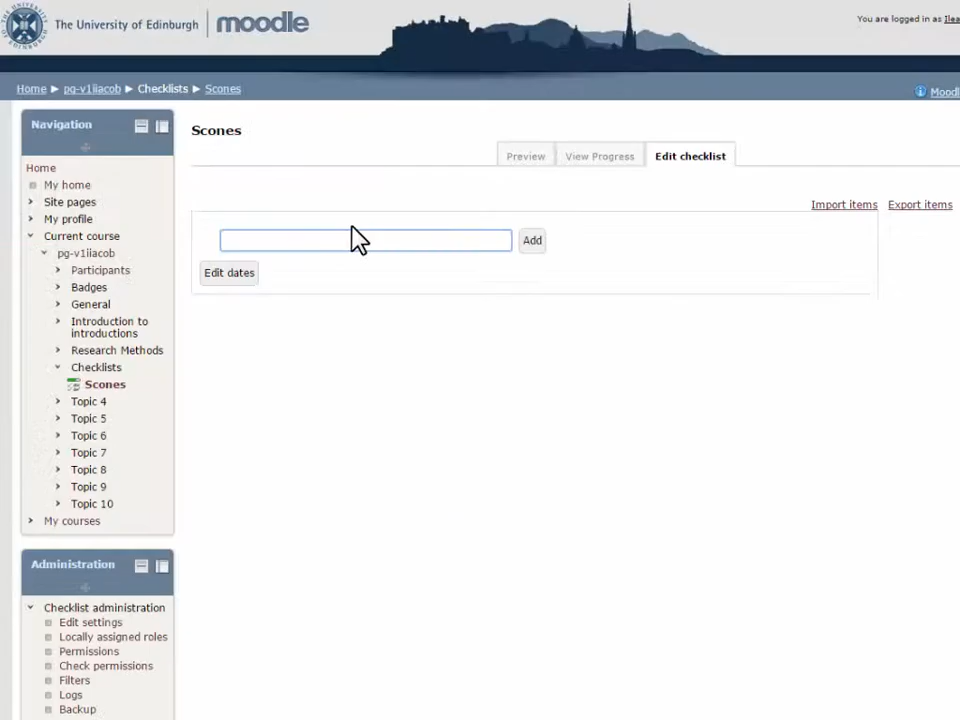 The University of Edinburgh moodle
You are logged in as
Home pg-v1iiacob Checklists Scones
Navigation
Home
My home
Site pages
My profile
Current course
pg-v1iiacob
Participants
Badges
General
Introduction to
introductions
Research Methods
Checklists
Scones
Topic 4
Topic 5
Topic 6
Topic 7
Topic 8
Topic 9
Topic 10
My courses
Administration
Checklist administration
Edit settings
Locally assigned roles
Permissions
Check permissions
Filters
Logs
Backup
Scones
Preview View Progress Edit checklist
Import items Export items
Add
Edit dates